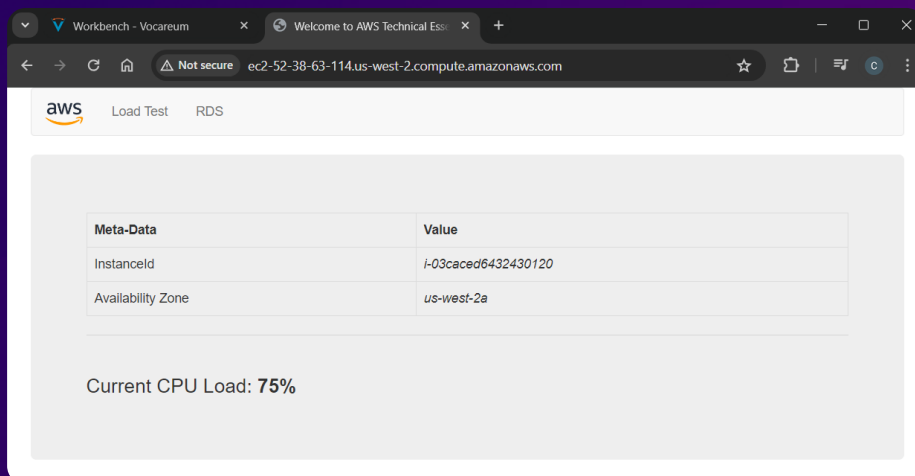 Workbench - Vocareum
Welcome to AWS Technical Esse
Not secure
ec2-52-38-63-114.us-west-2.compute.amazonaws.com
C
aws
Load Test
RDS
Meta-Data Value
InstanceId i-03caced6432430120
Availability Zone us-west-2a
Current CPU Load: 75%